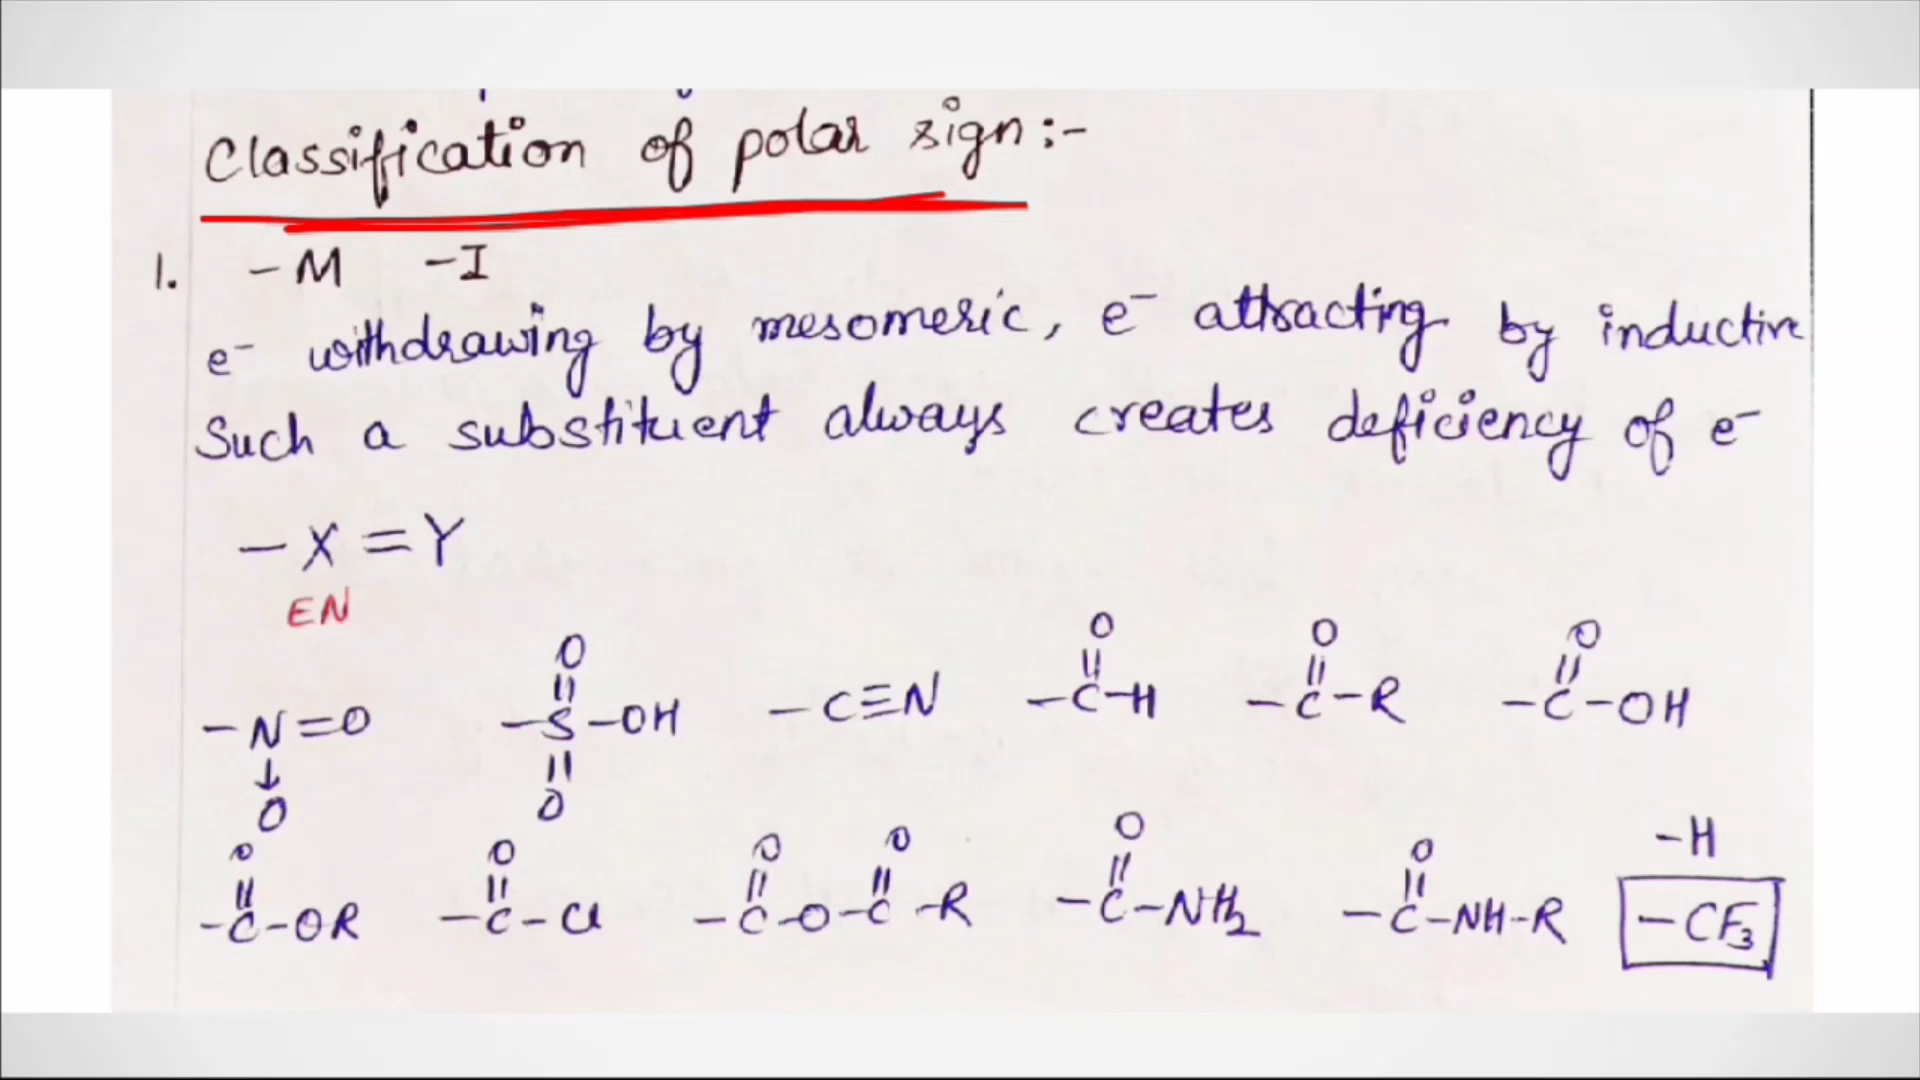 Classification of polar sign:-
1. -M -I
e⁻ withdrawing by mesomeric, e⁻ attracting by inductive
Such a substituent always creates deficiency of e⁻
-X=Y
EN
O O O O
-N=O -S-OH -C≡N -C-H -C-R -C-OH
↓
O O
O O O O O O -H
-C-OR -C-Cl -C-O-C-R -C-NH₂ -C-NH-R -CF₃